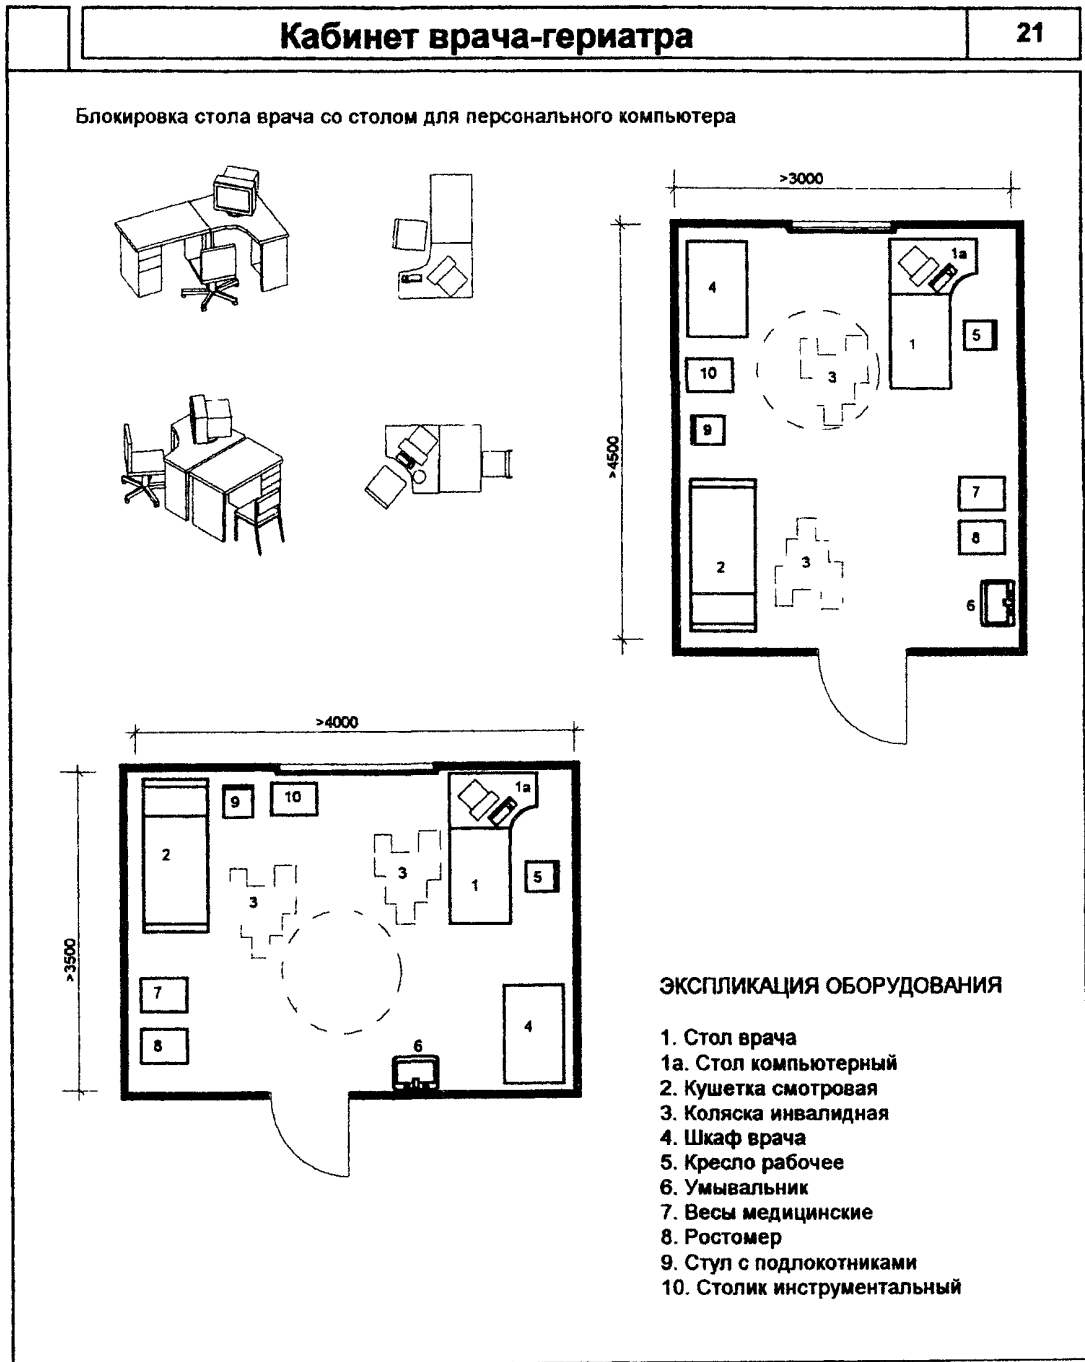 Кабинет врача-гериатра
21
Блокировка стола врача со столом для персонального компьютера
>3000
>4500
4
1а
5
1
10
3
9
7
8
2
3
6
>4000
>3500
9
10
1а
2
3
5
1
3
7
8
4
6
ЭКСПЛИКАЦИЯ ОБОРУДОВАНИЯ
1. Стол врача
1а. Стол компьютерный
2. Кушетка смотровая
3. Коляска инвалидная
4. Шкаф врача
5. Кресло рабочее
6. Умывальник
7. Весы медицинские
8. Ростомер
9. Стул с подлокотниками
10. Столик инструментальный